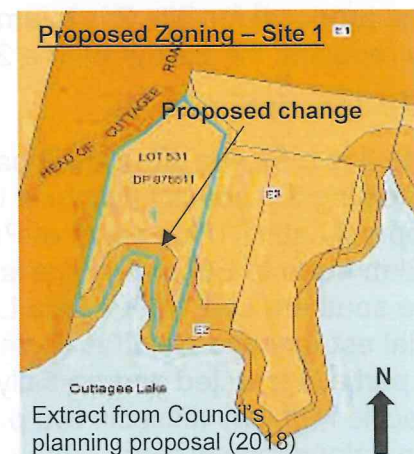 Proposed Zoning – Site 1
E1
HEAD OF CUTTAGEE ROAD
Proposed change
LOT 531
DP 875511
E3
E2
Cuttagee Lake
N
Extract from Council's
planning proposal (2018)